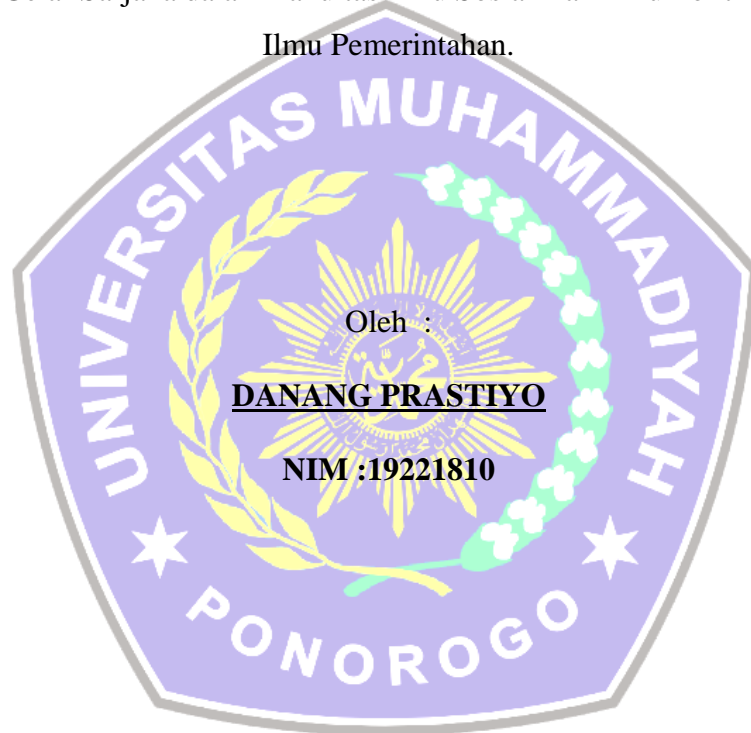 Ilmu Pemerintahan.
UNIVERSITAS MUHAMMADIYAH
Oleh :
DANANG PRASTIYO
NIM :19221810
PONOROGO